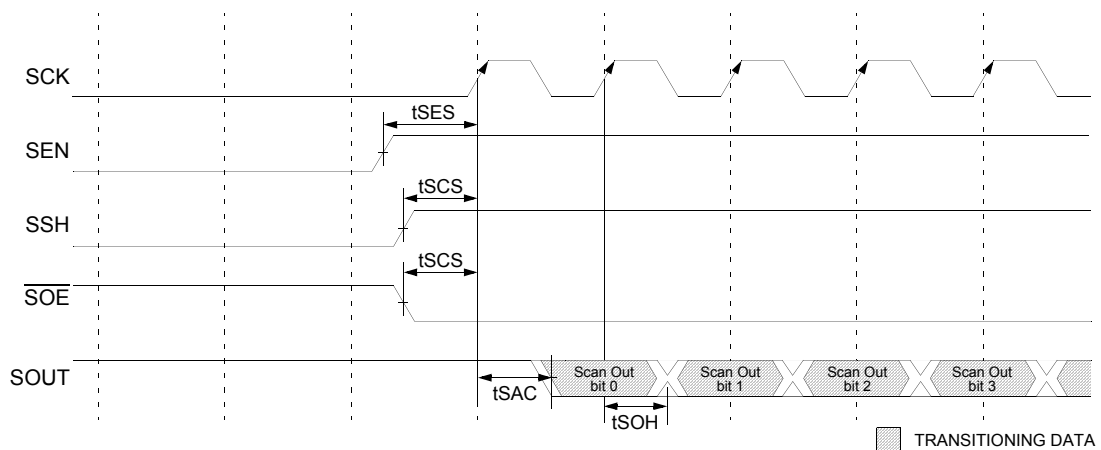 SCK
tSES
SEN
tSCS
SSH
tSCS
SOE
SOUT
Scan Out
bit 0
Scan Out
bit 1
Scan Out
bit 2
Scan Out
bit 3
tSAC
tSOH
TRANSITIONING DATA